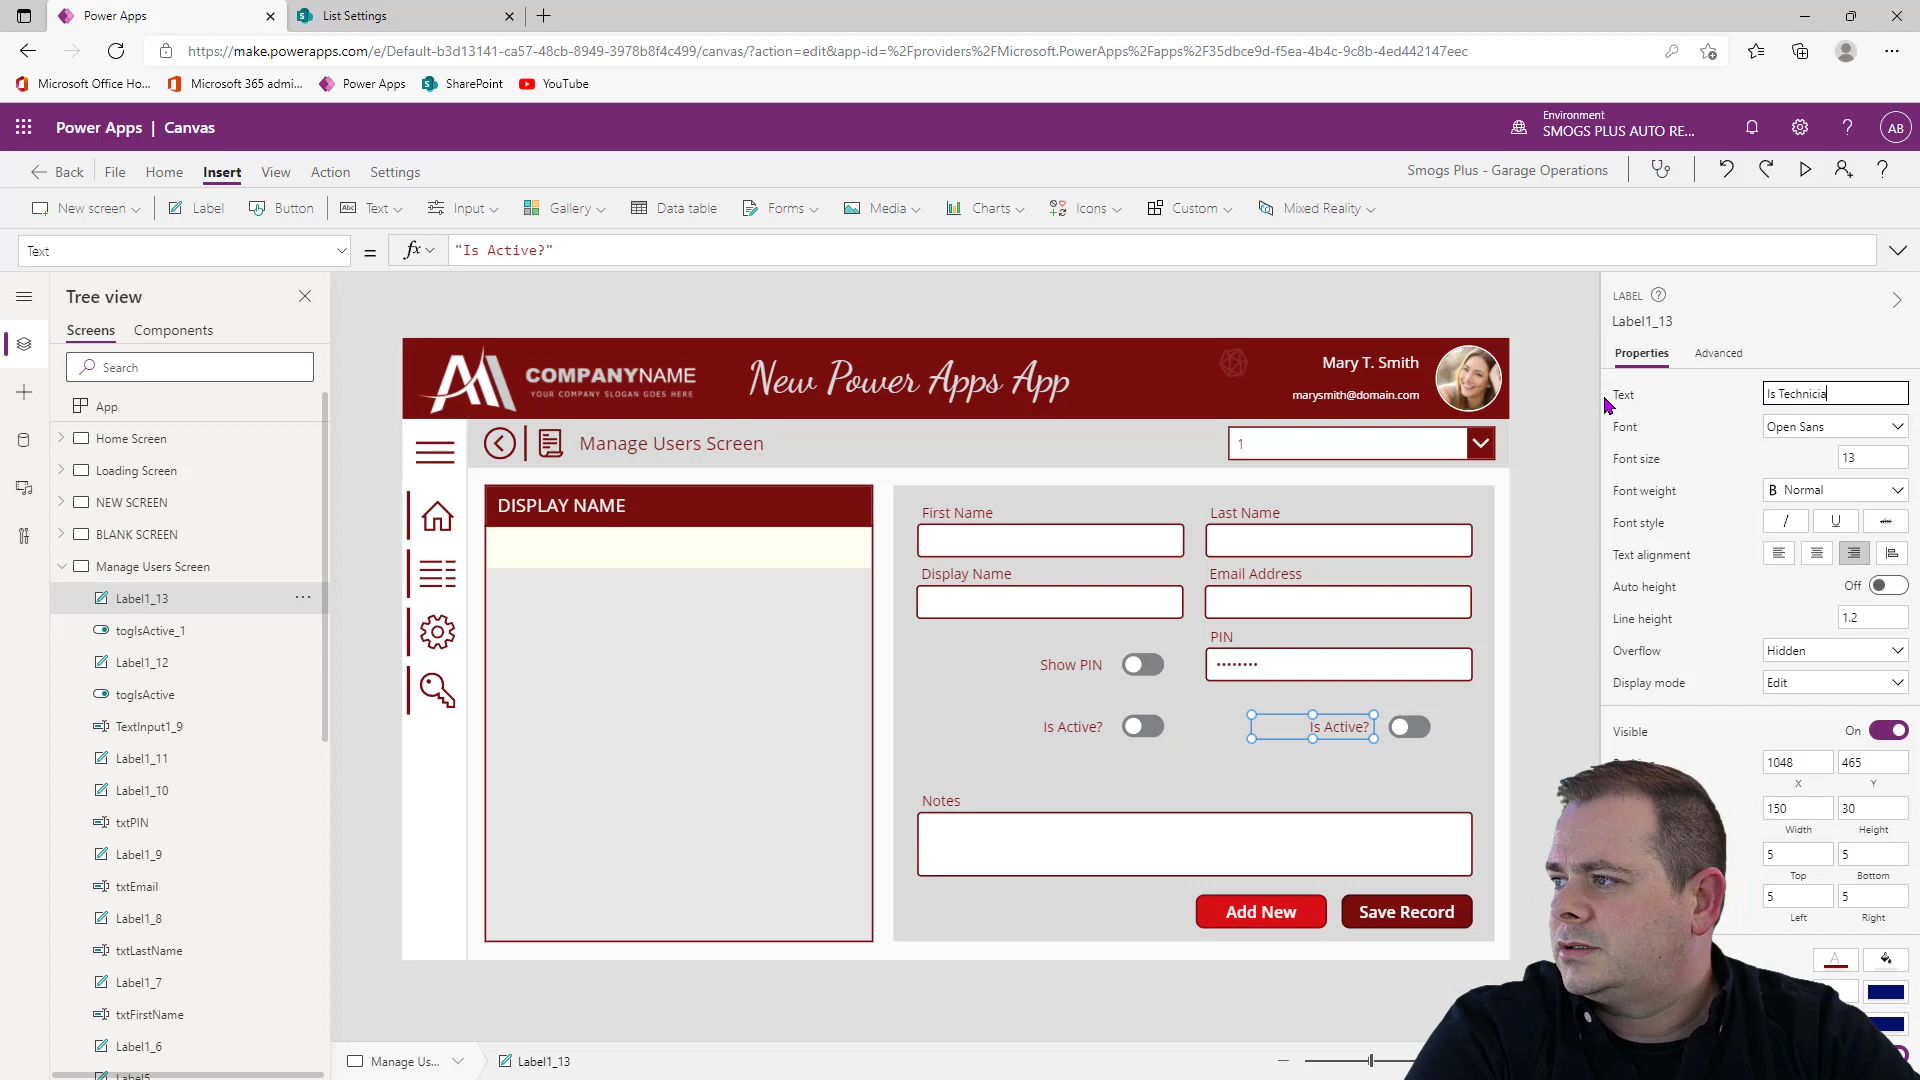 Power Apps
List Settings
https://make.powerapps.com/e/Default-b3d13141-ca57-48cb-8949-3978b8f4c499/canvas/?action=edit&app-id=%2Fproviders%2FMicrosoft.PowerApps%2Fapps%2F35dbce9d-f5ea-4b4c-9c8b-4ed442147eec
Microsoft Office Ho... Microsoft 365 admi... Power Apps SharePoint YouTube
Power Apps | Canvas
Environment
SMOGS PLUS AUTO RE...
AB
Back File Home Insert View Action Settings
Smogs Plus - Garage Operations
New screen Label Button Text Input Gallery Data table Forms Media Charts Icons Custom Mixed Reality
Text = fx "Is Active?"
Tree view
Screens Components
Search
App
Home Screen
Loading Screen
NEW SCREEN
BLANK SCREEN
Manage Users Screen
Label1_13
togIsActive_1
Label1_12
togIsActive
TextInput1_9
Label1_11
Label1_10
txtPIN
Label1_9
txtEmail
Label1_8
txtLastName
Label1_7
txtFirstName
Label1_6
Label5
COMPANYNAME
YOUR COMPANY SLOGAN GOES HERE
New Power Apps App
Mary T. Smith
marysmith@domain.com
Manage Users Screen
1
DISPLAY NAME
First Name Last Name
Display Name Email Address
PIN
Show PIN
Is Active? Is Active?
Notes
Add New Save Record
Manage Us... Label1_13
LABEL
Label1_13
Properties Advanced
Text Is Technicia
Font Open Sans
Font size 13
Font weight B Normal
Font style / U abc
Text alignment
Auto height Off
Line height 1.2
Overflow Hidden
Display mode Edit
Visible On
1048 465
X Y
150 30
Width Height
5 5
Top Bottom
5 5
Left Right
A